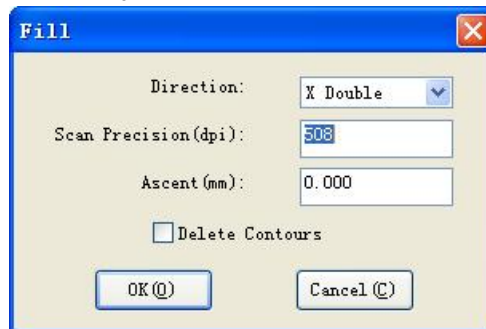 Fill
Direction: X Double
Scan Precision(dpi): 508
Ascent(mm): 0.000
Delete Contours
OK(O) Cancel(C)